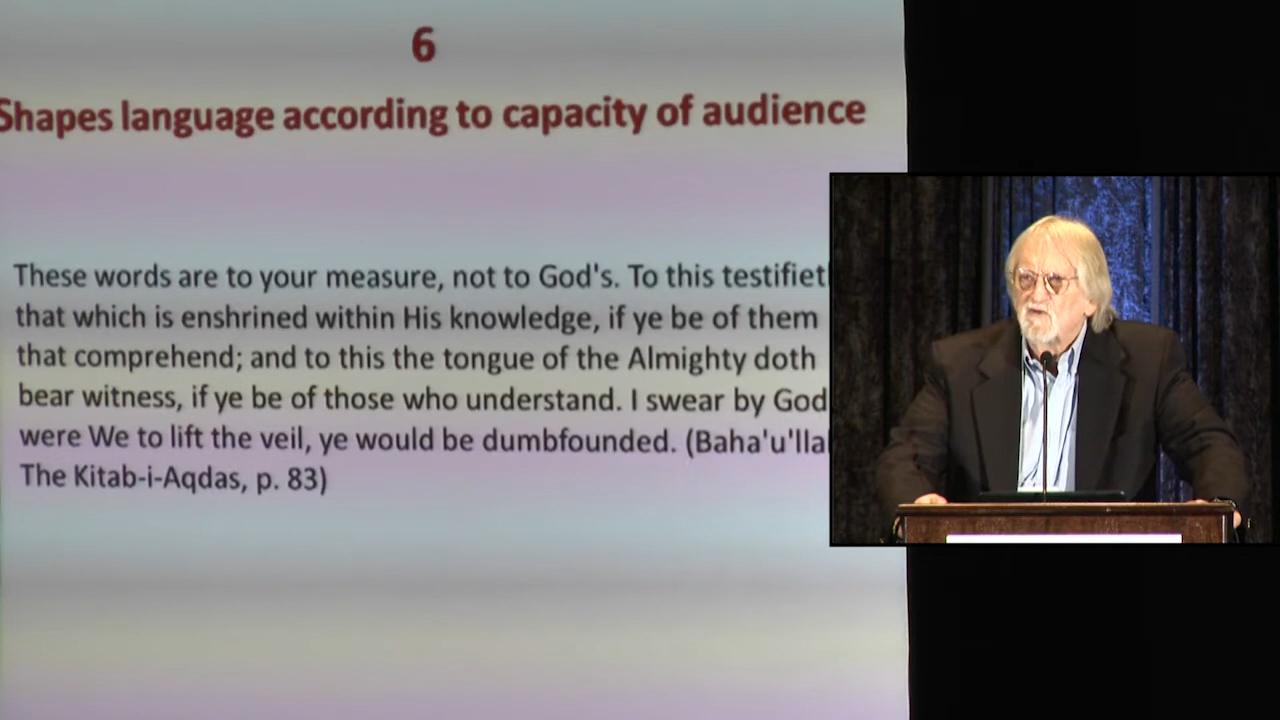 6
Shapes language according to capacity of audience
These words are to your measure, not to God's. To this testifiet
that which is enshrined within His knowledge, if ye be of them
that comprehend; and to this the tongue of the Almighty doth
bear witness, if ye be of those who understand. I swear by God
were We to lift the veil, ye would be dumbfounded. (Baha'u'lla
The Kitab-i-Aqdas, p. 83)